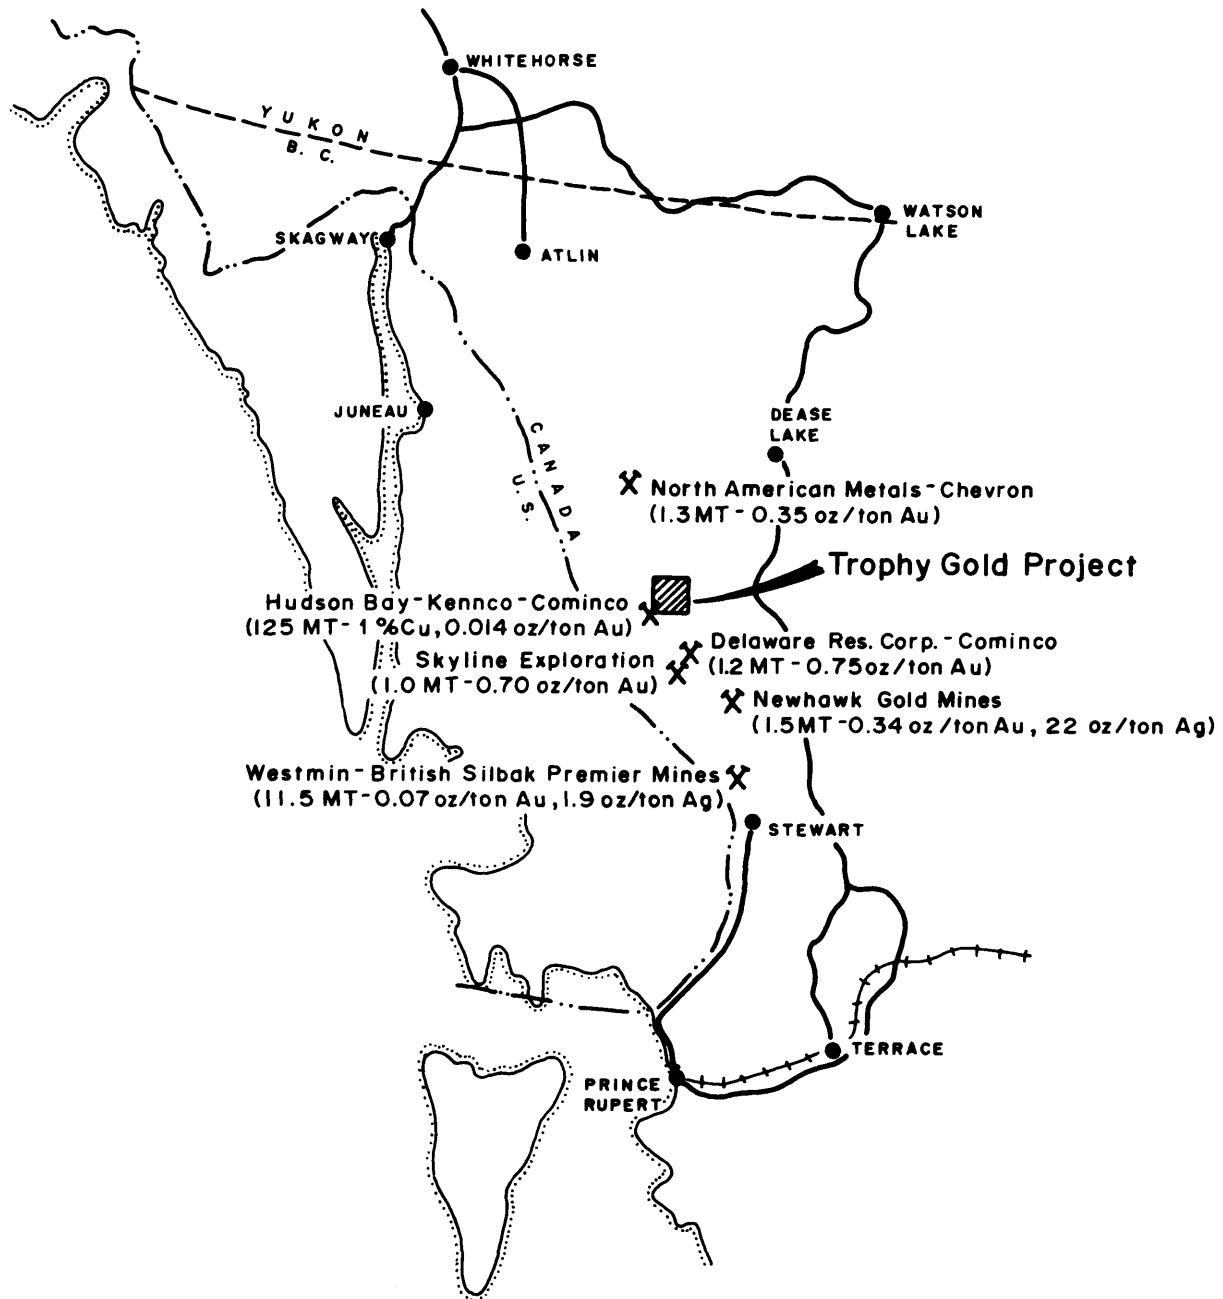 WHITEHORSE
YUKON
B. C.
WATSON
LAKE
SKAGWAY
ATLIN
JUNEAU
DEASE
LAKE
CANADA
U. S.
North American Metals-Chevron
(1.3 MT-0.35 oz/ton Au)
Trophy Gold Project
Hudson Bay-Kennco-Cominco
(125 MT-1 %Cu, 0.014 oz/ton Au)
Delaware Res. Corp.-Cominco
(1.2 MT-0.75oz/ton Au)
Skyline Exploration
(1.0 MT-0.70 oz/ton Au)
Newhawk Gold Mines
(1.5MT-0.34 oz/ton Au, 22 oz/ton Ag)
Westmin-British Silbak Premier Mines
(11.5 MT-0.07 oz/ton Au, 1.9 oz/ton Ag)
STEWART
TERRACE
PRINCE
RUPERT